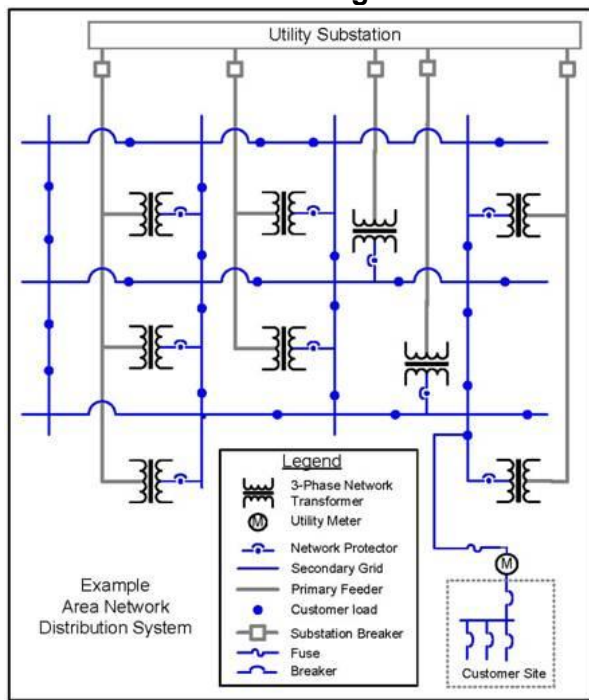 Utility Substation
Legend
3-Phase Network
Transformer
M
Utility Meter
Network Protector
Secondary Grid
Primary Feeder
Customer load
Substation Breaker
Fuse
Breaker
Example
Area Network
Distribution System
M
Customer Site